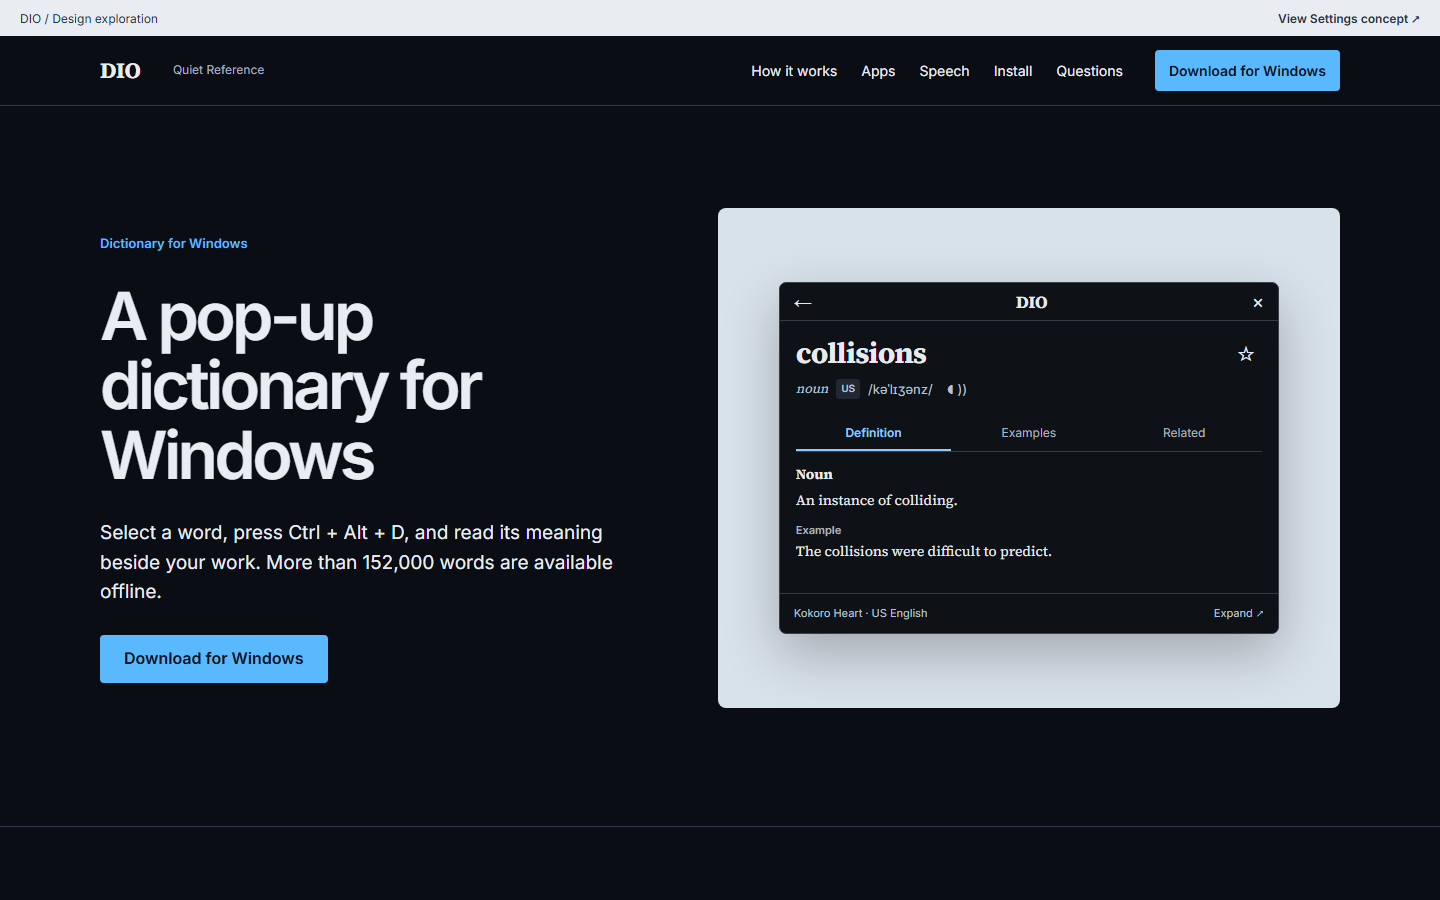 DIO / Design exploration
View Settings concept ↗
DIO
Quiet Reference
How it works
Apps
Speech
Install
Questions
Download for Windows
Dictionary for Windows
A pop-up
dictionary for
Windows
Select a word, press Ctrl + Alt + D, and read its meaning
beside your work. More than 152,000 words are available
offline.
Download for Windows
← DIO ×
collisions ☆
noun US /kəˈlɪʒənz/
Definition
Examples
Related
Noun
An instance of colliding.
Example
The collisions were difficult to predict.
Kokoro Heart · US English
Expand ↗